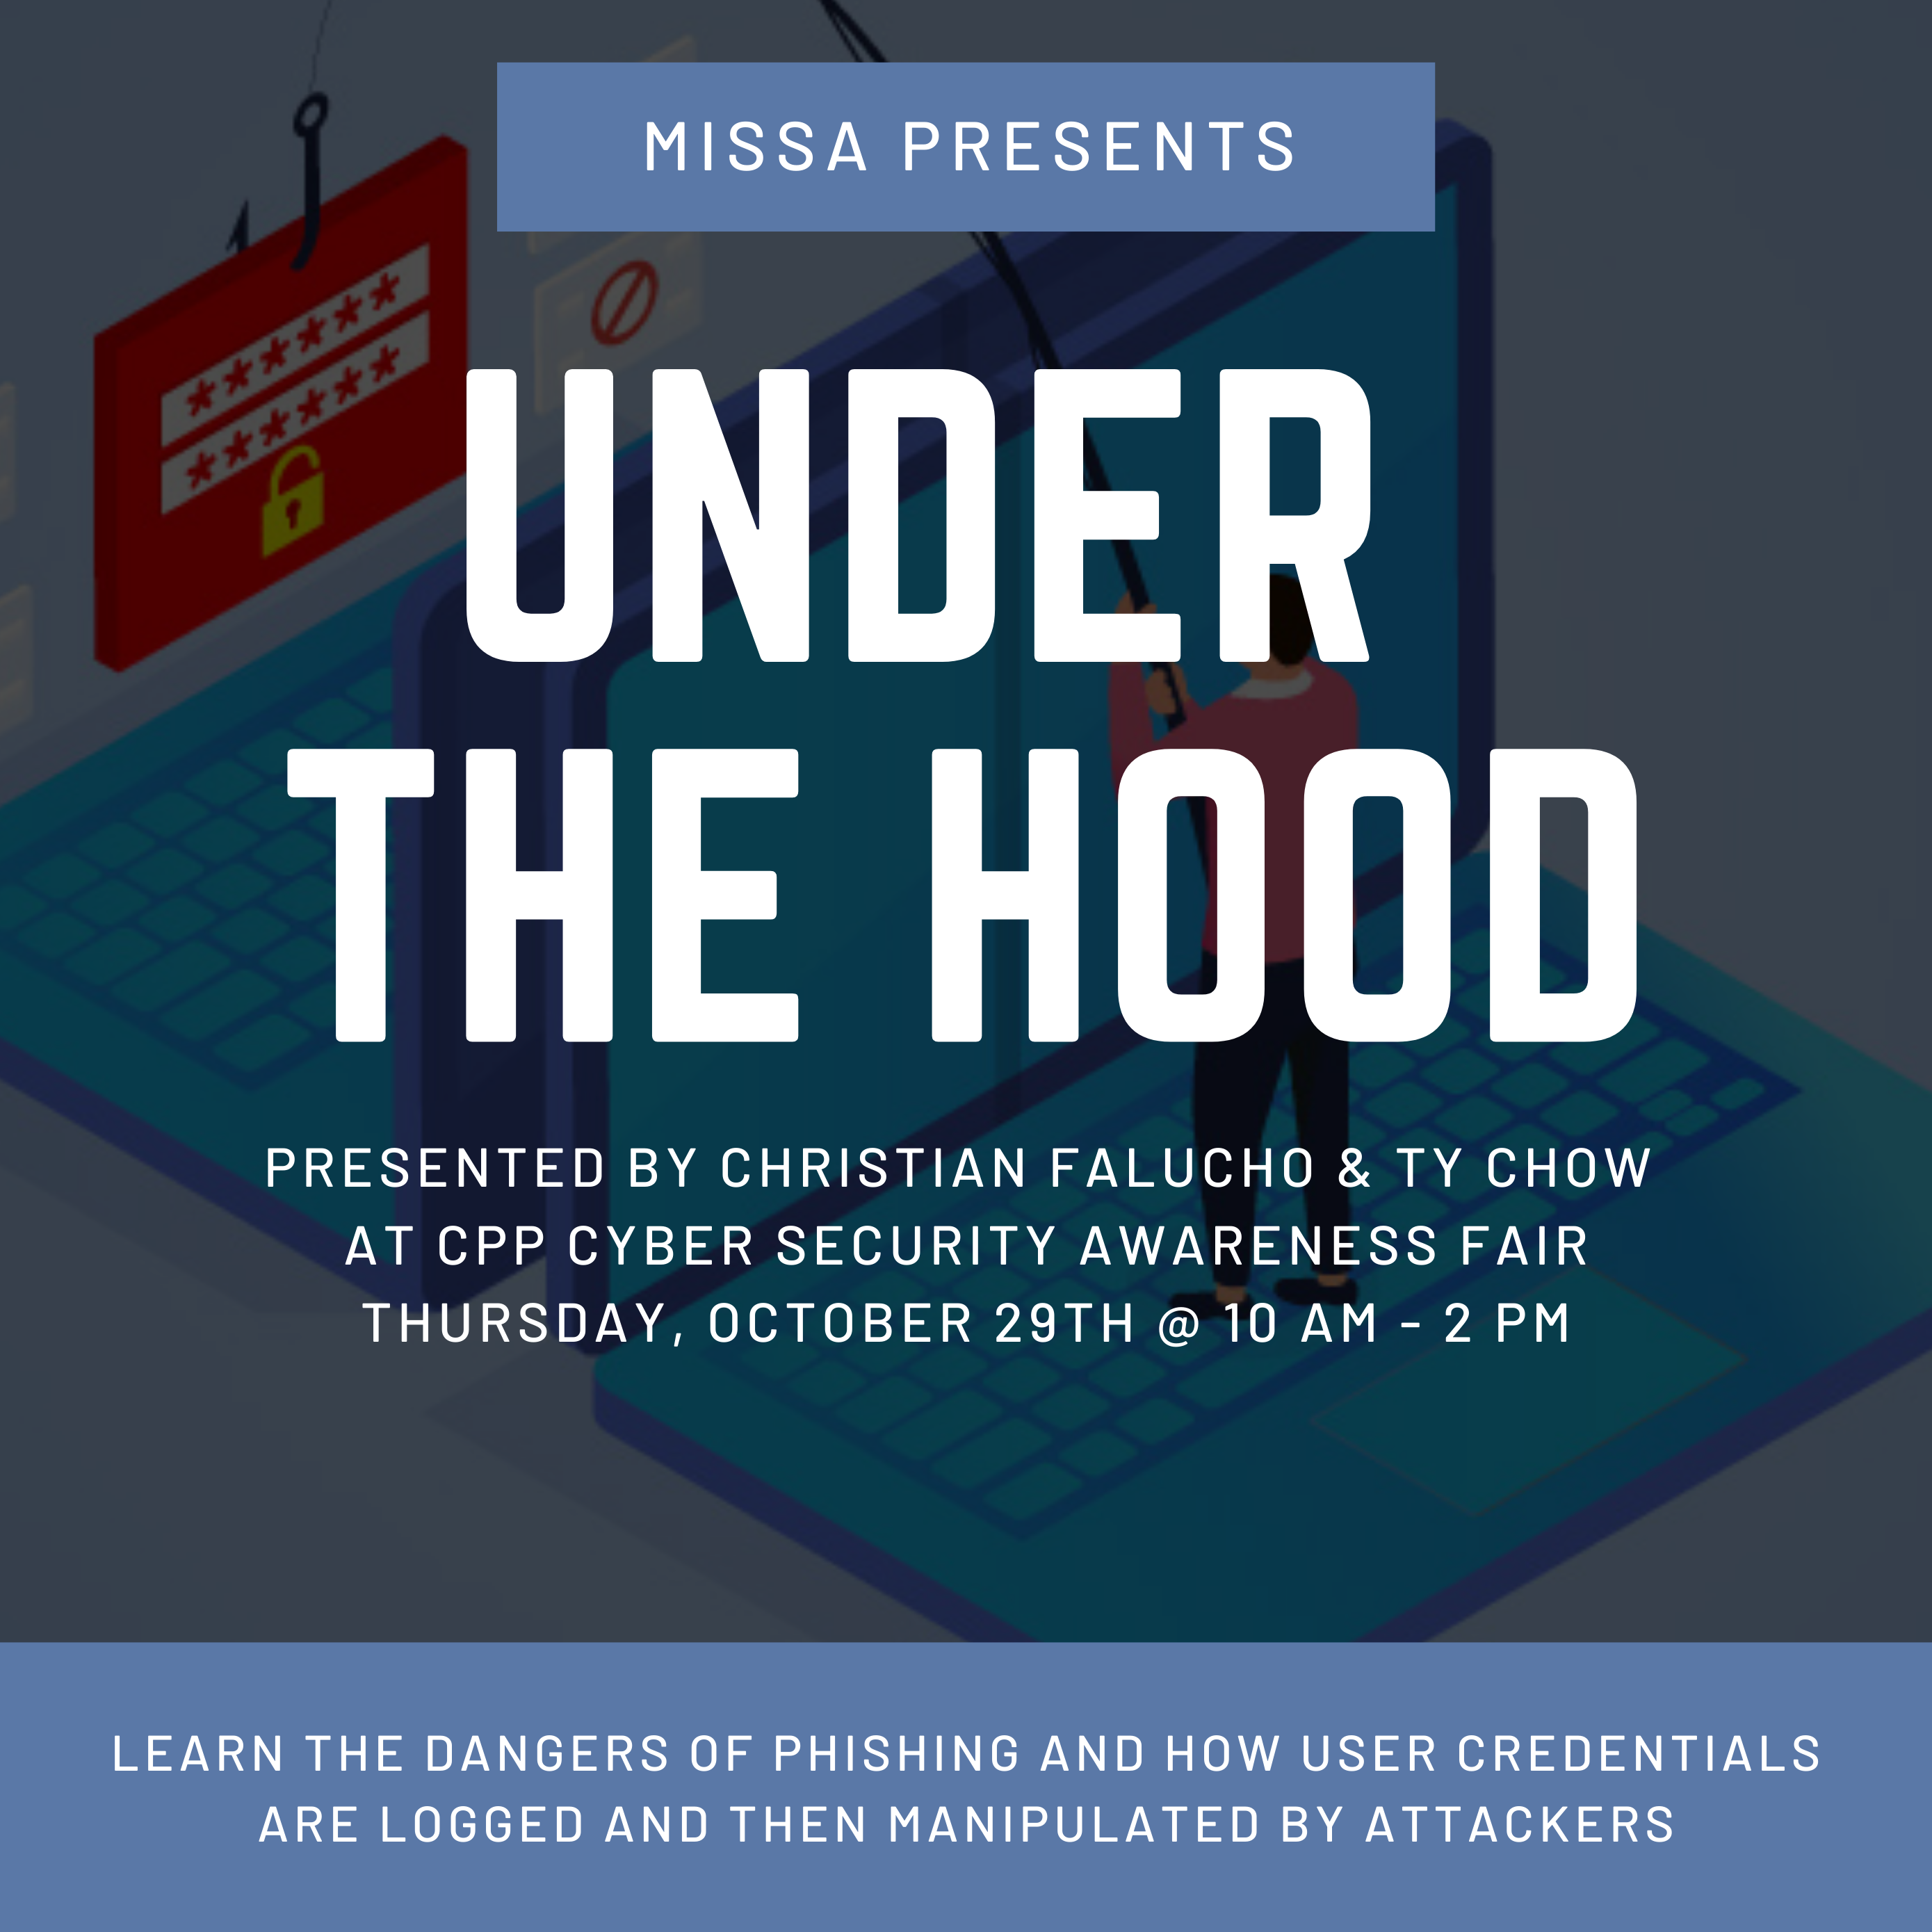 MISSA PRESENTS
******
******
UNDER
THE HOOD
PRESENTED BY CHRISTIAN FALUCHO & TY CHOW
AT CPP CYBER SECURITY AWARENESS FAIR
THURSDAY, OCTOBER 29TH @ 10 AM - 2 PM
LEARN THE DANGERS OF PHISHING AND HOW USER CREDENTIALS
ARE LOGGED AND THEN MANIPULATED BY ATTACKERS